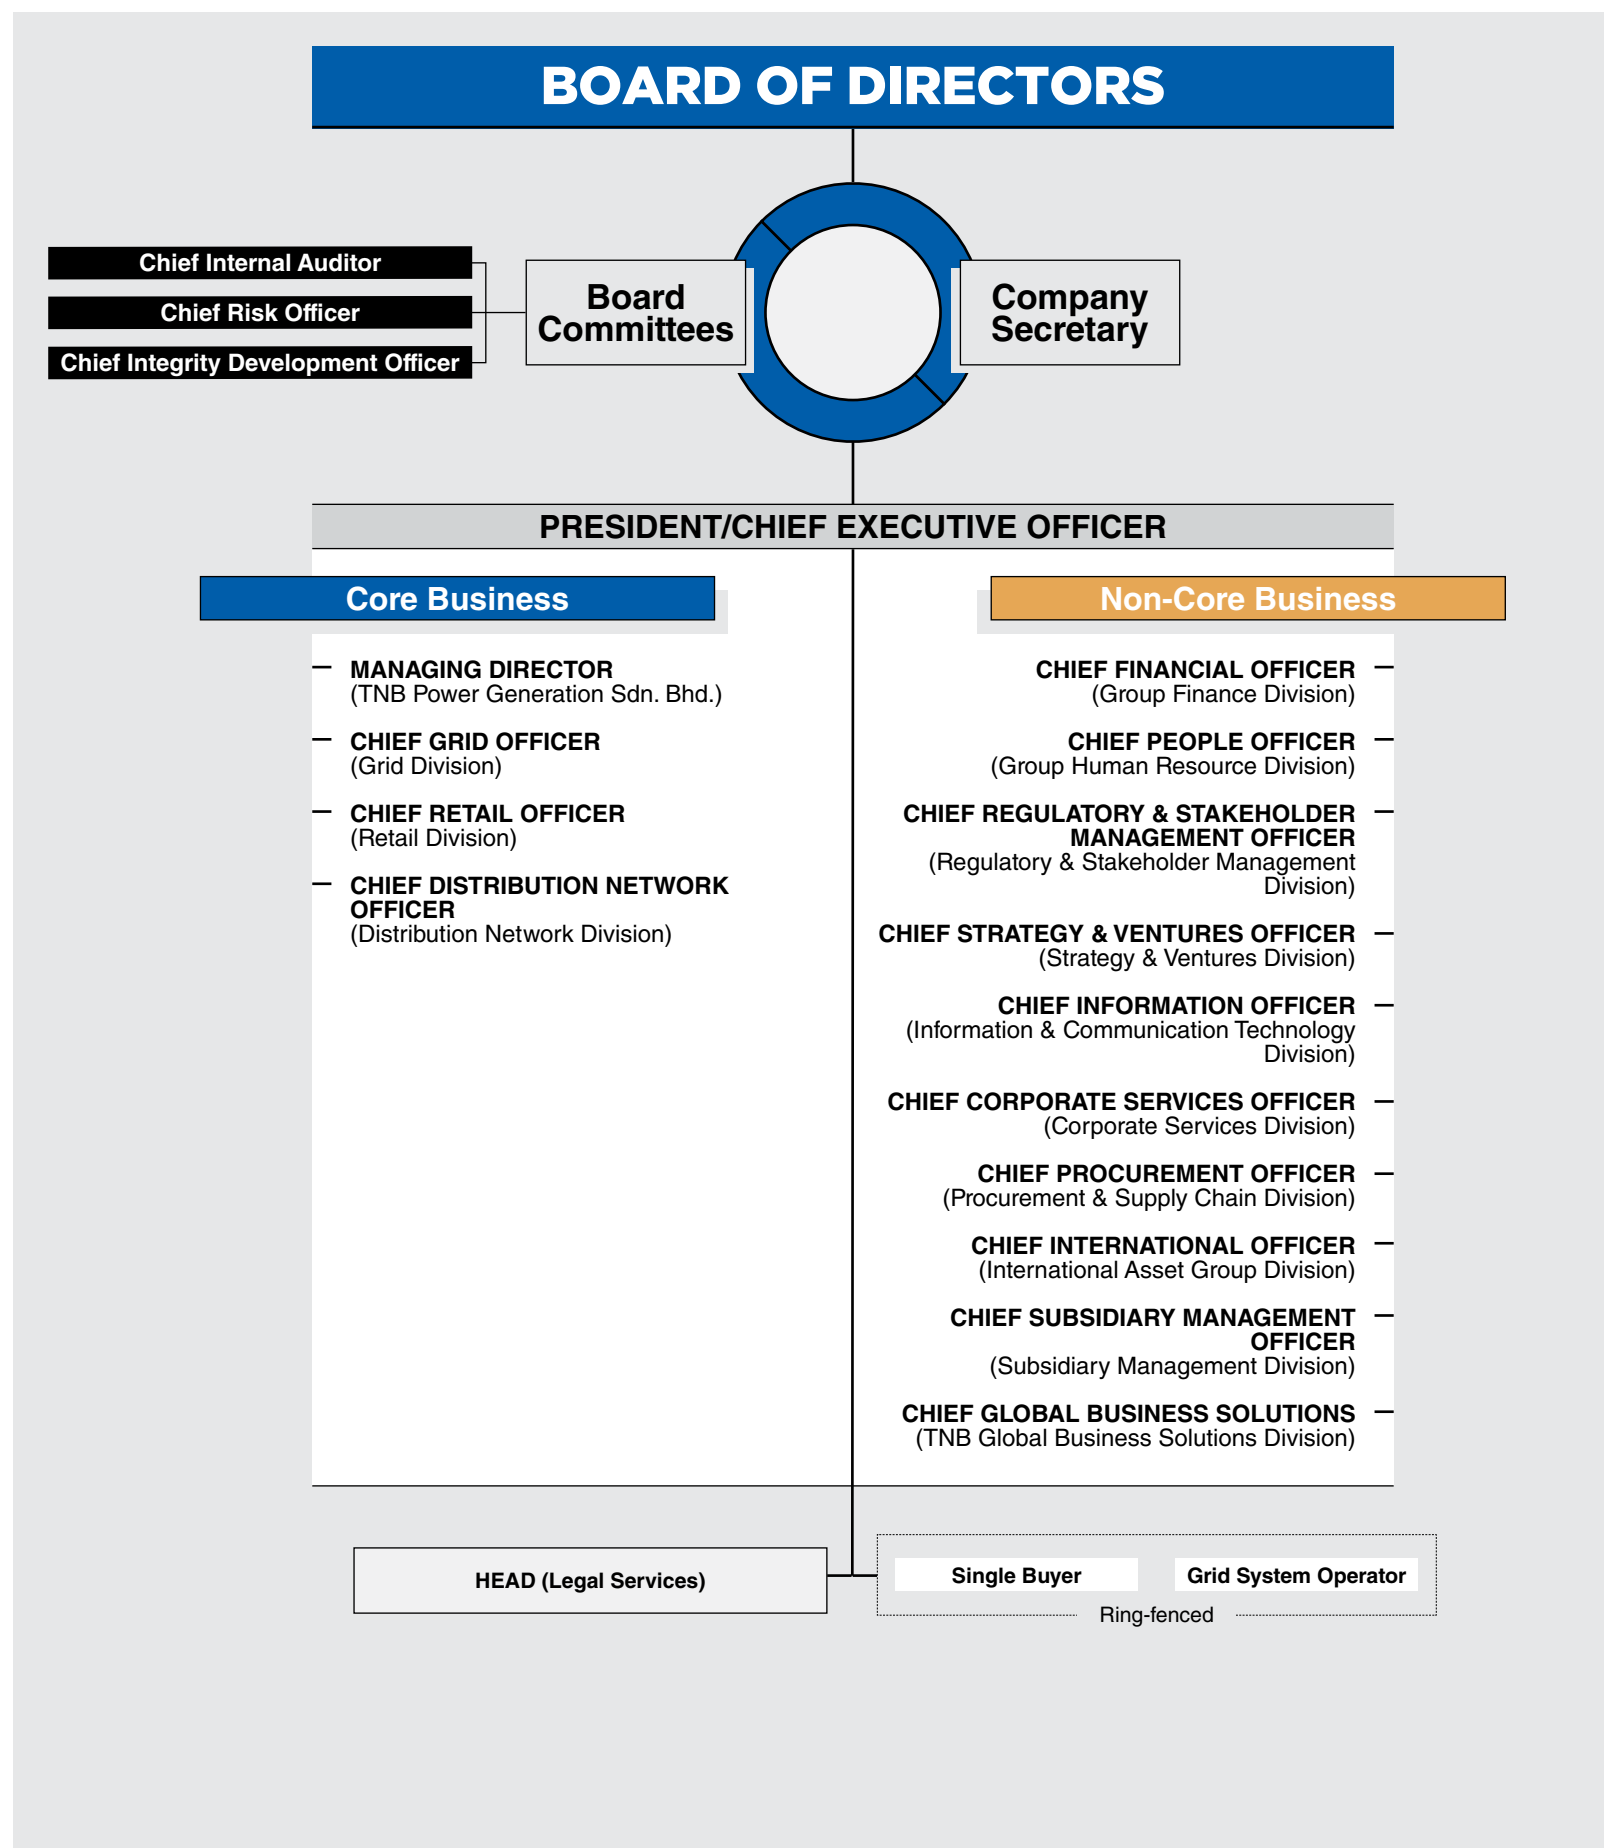 BOARD OF DIRECTORS
Chief Internal Auditor
Chief Risk Officer
Chief Integrity Development Officer
Board
Committees
Company
Secretary
PRESIDENT/CHIEF EXECUTIVE OFFICER
Core Business
MANAGING DIRECTOR
(TNB Power Generation Sdn. Bhd.)
CHIEF GRID OFFICER
(Grid Division)
CHIEF RETAIL OFFICER
(Retail Division)
CHIEF DISTRIBUTION NETWORK
OFFICER
(Distribution Network Division)
Non-Core Business
CHIEF FINANCIAL OFFICER
(Group Finance Division)
CHIEF PEOPLE OFFICER
(Group Human Resource Division)
CHIEF REGULATORY & STAKEHOLDER
MANAGEMENT OFFICER
(Regulatory & Stakeholder Management
Division)
CHIEF STRATEGY & VENTURES OFFICER
(Strategy & Ventures Division)
CHIEF INFORMATION OFFICER
(Information & Communication Technology
Division)
CHIEF CORPORATE SERVICES OFFICER
(Corporate Services Division)
CHIEF PROCUREMENT OFFICER
(Procurement & Supply Chain Division)
CHIEF INTERNATIONAL OFFICER
(International Asset Group Division)
CHIEF SUBSIDIARY MANAGEMENT
OFFICER
(Subsidiary Management Division)
CHIEF GLOBAL BUSINESS SOLUTIONS
(TNB Global Business Solutions Division)
HEAD (Legal Services)
Single Buyer
Grid System Operator
Ring-fenced